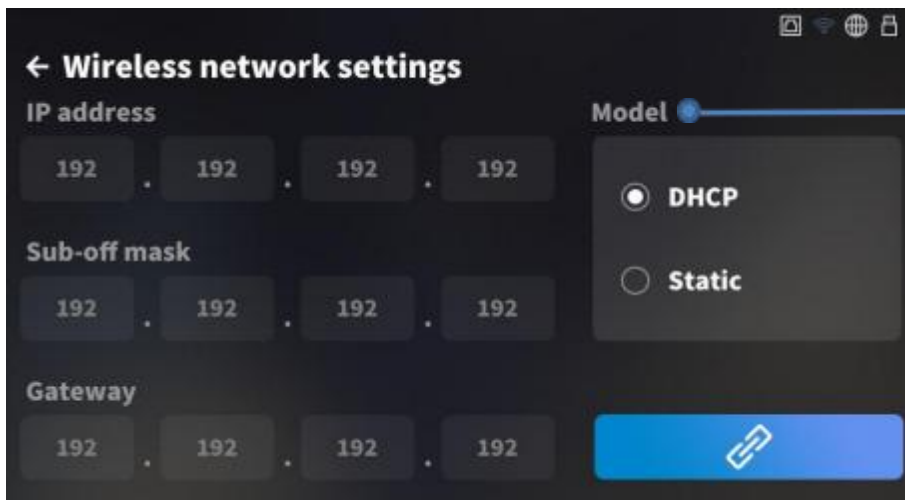 ← Wireless network settings
IP address
192 . 192 . 192 . 192
Sub-off mask
192 . 192 . 192 . 192
Gateway
192 . 192 . 192 . 192
Model
DHCP
Static